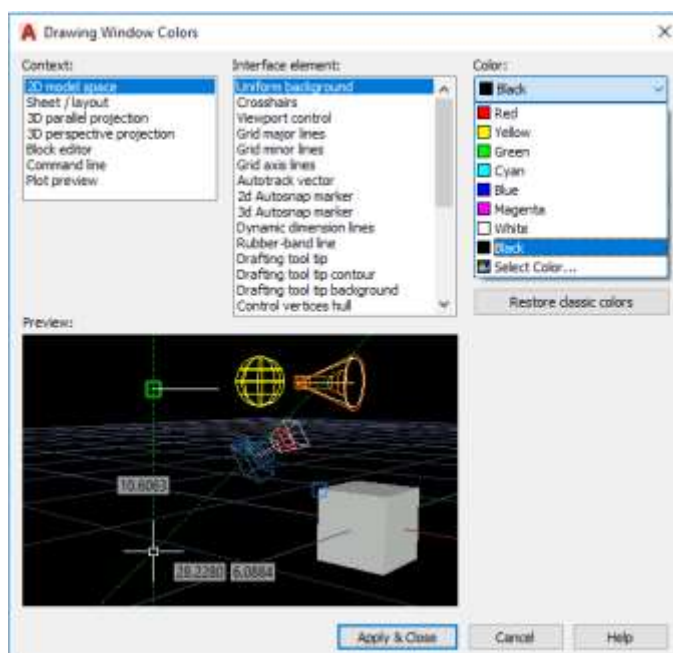 Drawing Window Colors
Context:
2D model space
Sheet / layout
3D parallel projection
3D perspective projection
Block editor
Command line
Plot preview
Interface element:
Uniform background
Crosshairs
Viewport control
Grid major lines
Grid minor lines
Grid axis lines
Autotrack vector
2d Autosnap marker
3d Autosnap marker
Dynamic dimension lines
Rubber-band line
Drafting tool tip
Drafting tool tip contour
Drafting tool tip background
Control vertices hull
Color:
Black
Red
Yellow
Green
Cyan
Blue
Magenta
White
Black
Select Color...
Restore classic colors
Preview:
10.6063
28.2280 6.0884
Apply & Close
Cancel
Help